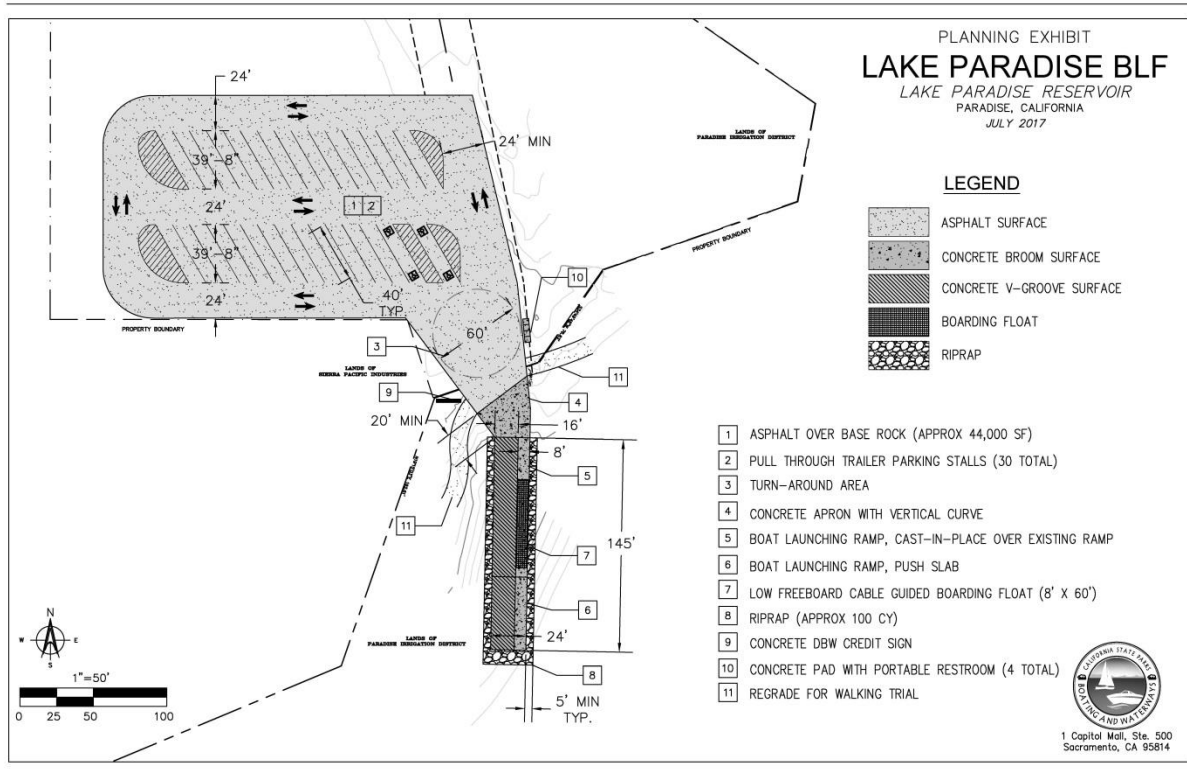 PLANNING EXHIBIT
LAKE PARADISE BLF
LAKE PARADISE RESERVOIR
PARADISE, CALIFORNIA
JULY 2017
LEGEND
ASPHALT SURFACE
CONCRETE BROOM SURFACE
CONCRETE V-GROOVE SURFACE
BOARDING FLOAT
RIPRAP
1 ASPHALT OVER BASE ROCK (APPROX 44,000 SF)
2 PULL THROUGH TRAILER PARKING STALLS (30 TOTAL)
3 TURN-AROUND AREA
4 CONCRETE APRON WITH VERTICAL CURVE
5 BOAT LAUNCHING RAMP, CAST-IN-PLACE OVER EXISTING RAMP
6 BOAT LAUNCHING RAMP, PUSH SLAB
7 LOW FREEBOARD CABLE GUIDED BOARDING FLOAT (8' X 60')
8 RIPRAP (APPROX 100 CY)
9 CONCRETE DBW CREDIT SIGN
10 CONCRETE PAD WITH PORTABLE RESTROOM (4 TOTAL)
11 REGRADE FOR WALKING TRIAL
CALIFORNIA STATE PARKS
BOATING AND WATERWAYS
1 Capitol Mall, Ste. 500
Sacramento, CA 95814
24'
39'-8"
24' MIN
24'
1 2
39'-8"
24'
40'
TYP.
60'
LANDS OF
PARADISE IRRIGATION DISTRICT
PROPERTY BOUNDARY
10
PROPERTY BOUNDARY
3
LANDS OF
SIERRA PACIFIC INDUSTRIES
9
11
4
20' MIN
16'
8'
5
11
145'
7
6
24'
LANDS OF
PARADISE IRRIGATION DISTRICT
8
5' MIN
TYP.
N
W E
S
1"=50'
0 25 50 100